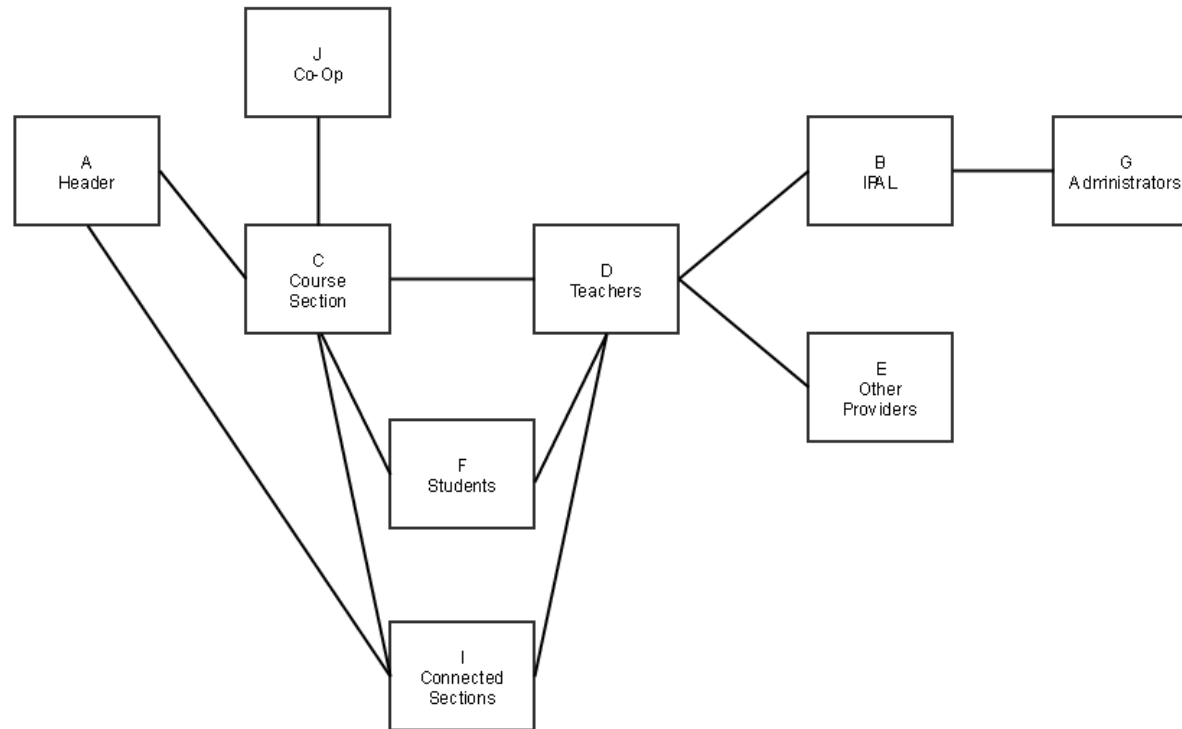 J
Co-Op
A
Header
B
IPAL
G
Administrators
C
Course
Section
D
Teachers
E
Other
Providers
F
Students
I
Connected
Sections